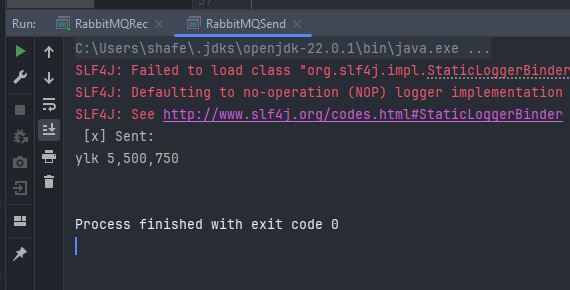 37
Run:
RabbitMQRec
RabbitMQSend
C:\Users\shafe\.jdks\openjdk-22.0.1\bin\java.exe ...
SLF4J: Failed to load class "org.slf4j.impl.StaticLoggerBinder
SLF4J: Defaulting to no-operation (NOP) logger implementation
SLF4J: See http://www.slf4j.org/codes.html#StaticLoggerBinder
[x] Sent:
ylk 5,500,750
Process finished with exit code 0